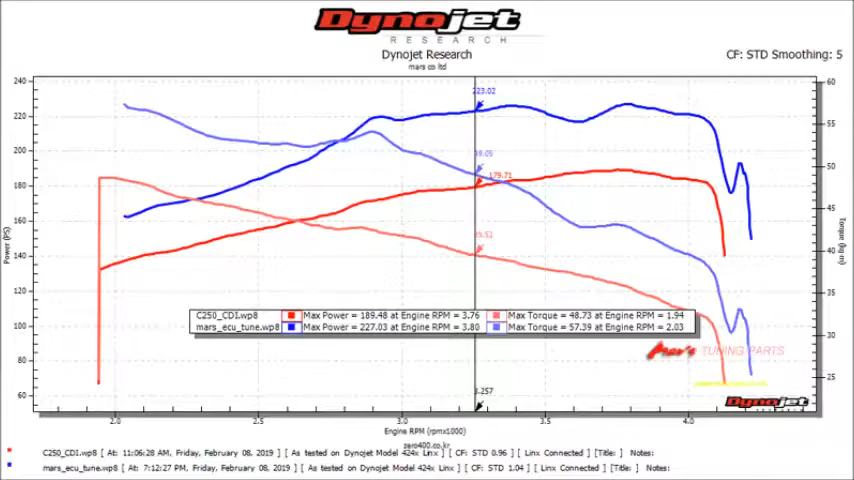 Dynojet
RESEARCH
Dynojet Research
CF: STD Smoothing: 5
mars co ltd
240
220
200
180
160
140
120
100
80
60
Power (PS)
60
55
50
45
40
35
30
25
Torque (kg m)
223.02
179.71
C250_CDI.wp8 Max Power = 189.48 at Engine RPM = 3.76 Max Torque = 48.73 at Engine RPM = 1.94
mars_ecu_tune.wp8 Max Power = 227.03 at Engine RPM = 3.80 Max Torque = 57.39 at Engine RPM = 2.03
Mars TUNING PARTS
Dynojet
3.257
2.0 2.5 3.0 3.5 4.0
Engine RPM (rpmx1000)
zero400.co.kr
C250_CDI.wp8 [ At: 11:06:28 AM, Friday, February 08, 2019 ] [ As tested on Dynojet Model 424x Linx ] [ CF: STD 0.96 ] [ Linx Connected ] [Title: ] Notes:
mars_ecu_tune.wp8 [ At: 7:12:27 PM, Friday, February 08, 2019 ] [ As tested on Dynojet Model 424x Linx ] [ CF: STD 1.04 ] [ Linx Connected ] [Title: ] Notes: